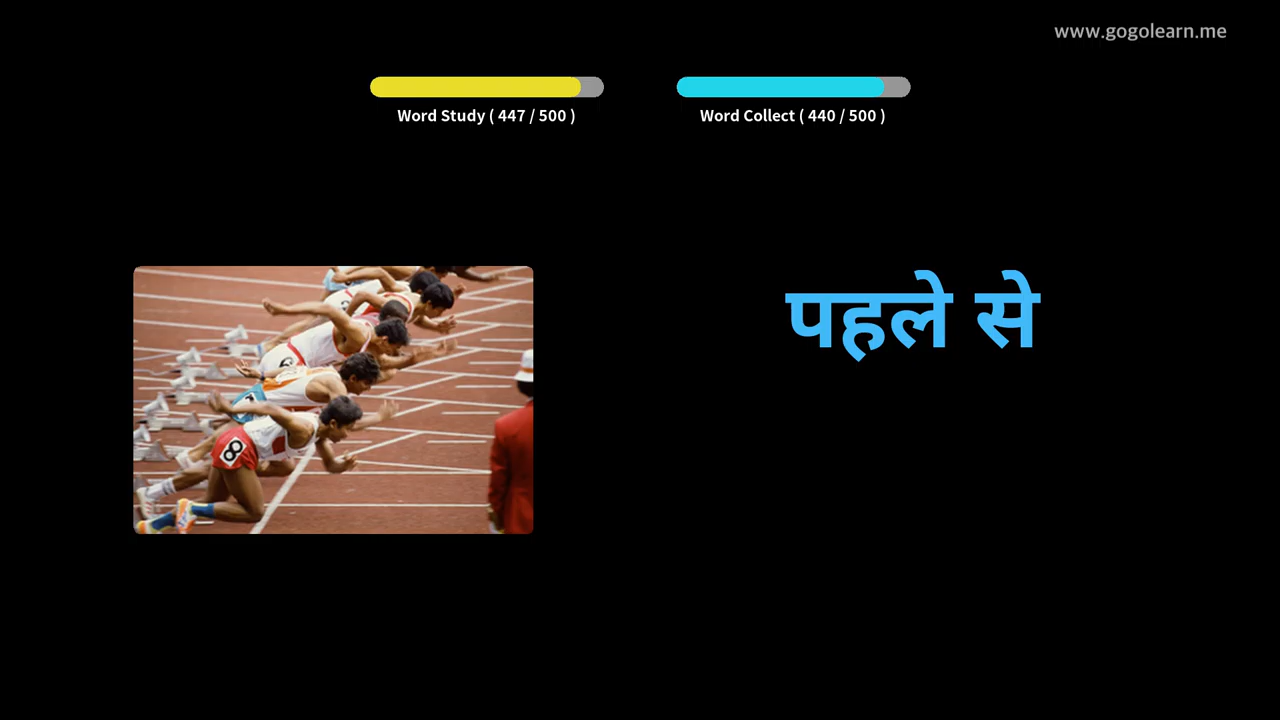 www.gogolearn.me
Word Study ( 447 / 500 )
Word Collect ( 440 / 500 )
पहले से
8